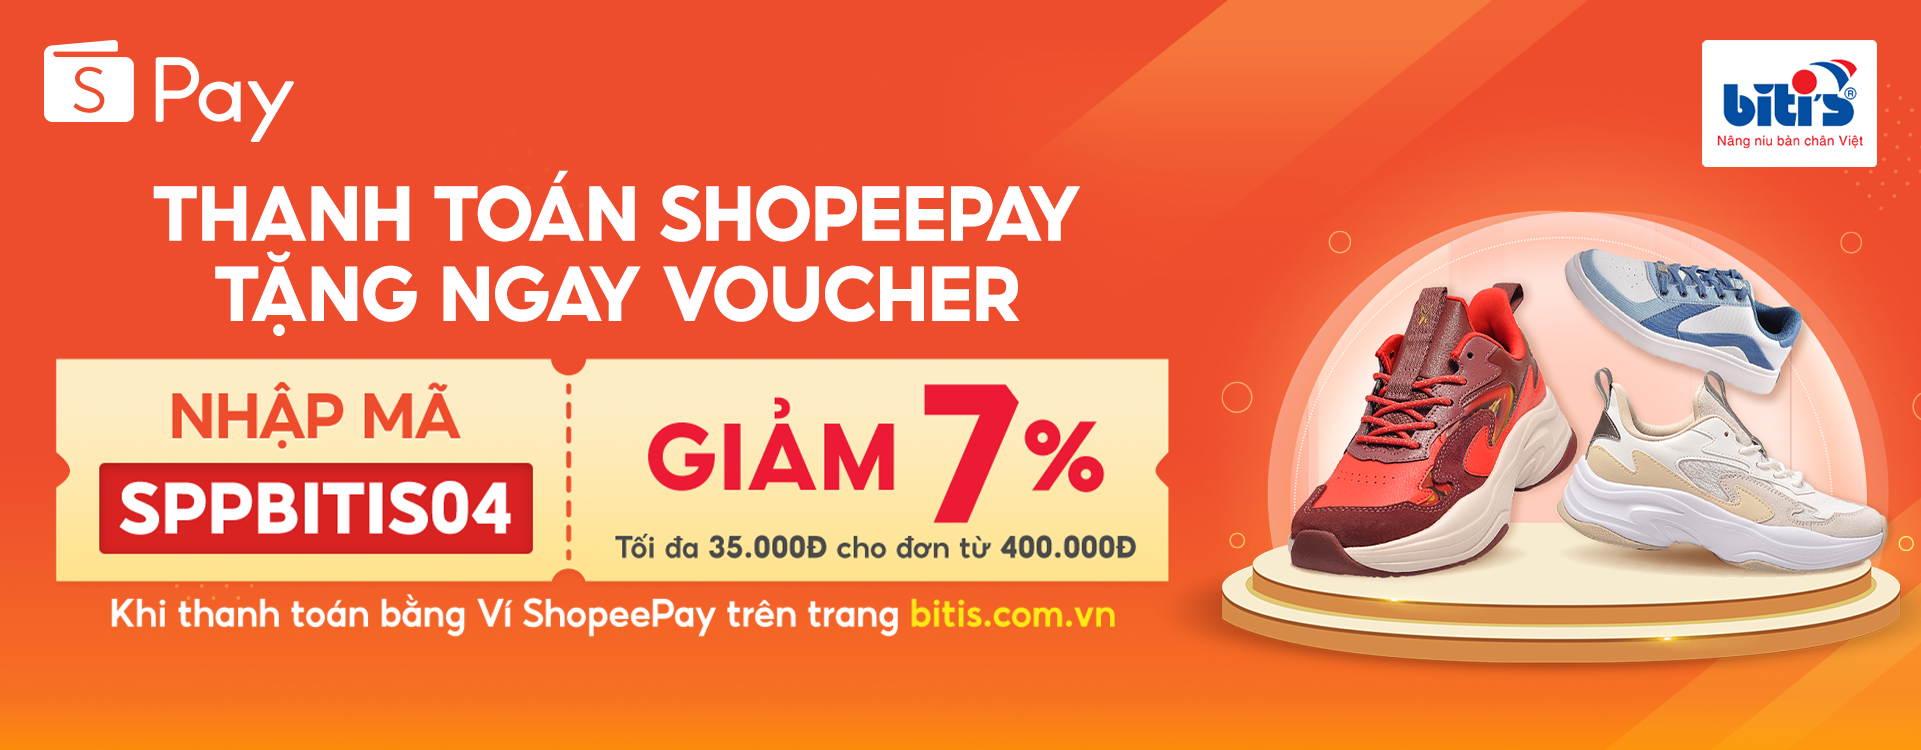 S Pay
biti's®
Nâng niu bàn chân Việt
THANH TOÁN SHOPEEPAY
TẶNG NGAY VOUCHER
NHẬP MÃ
SPPBITIS04
GIẢM 7%
Tối đa 35.000Đ cho đơn từ 400.000Đ
Khi thanh toán bằng Ví ShopeePay trên trang bitis.com.vn